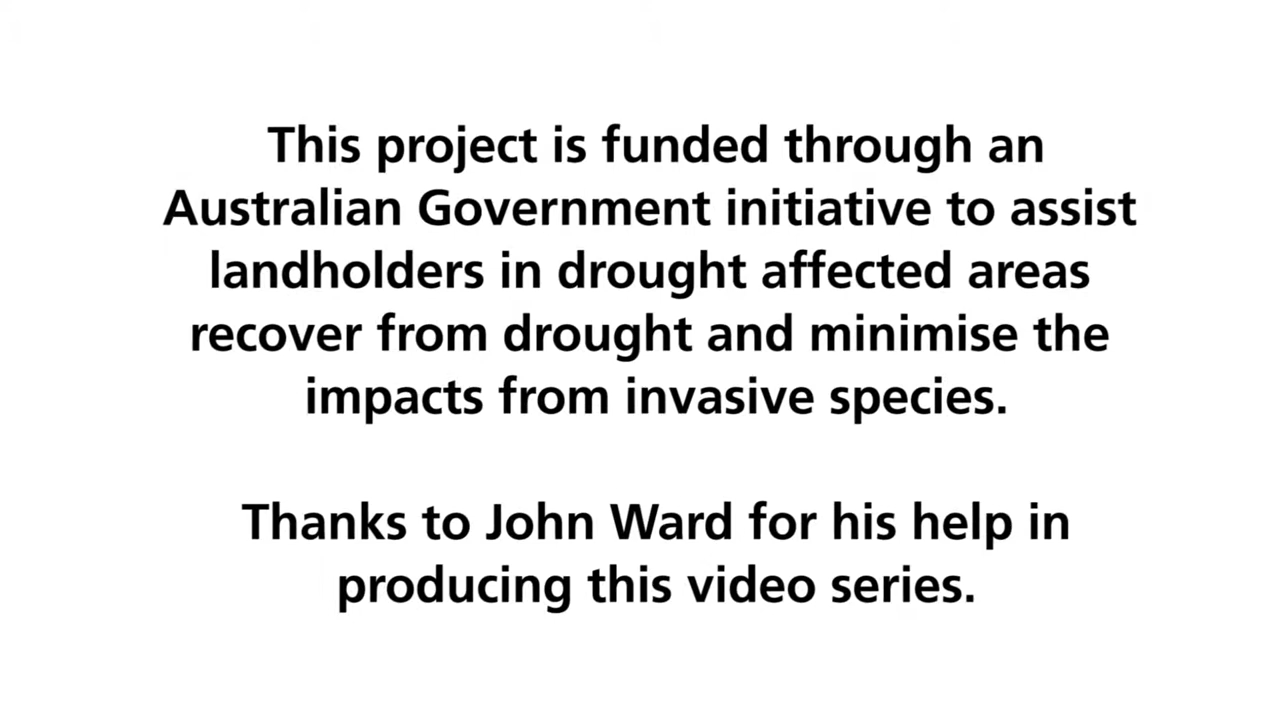 This project is funded through an
Australian Government initiative to assist
landholders in drought affected areas
recover from drought and minimise the
impacts from invasive species.
Thanks to John Ward for his help in
producing this video series.